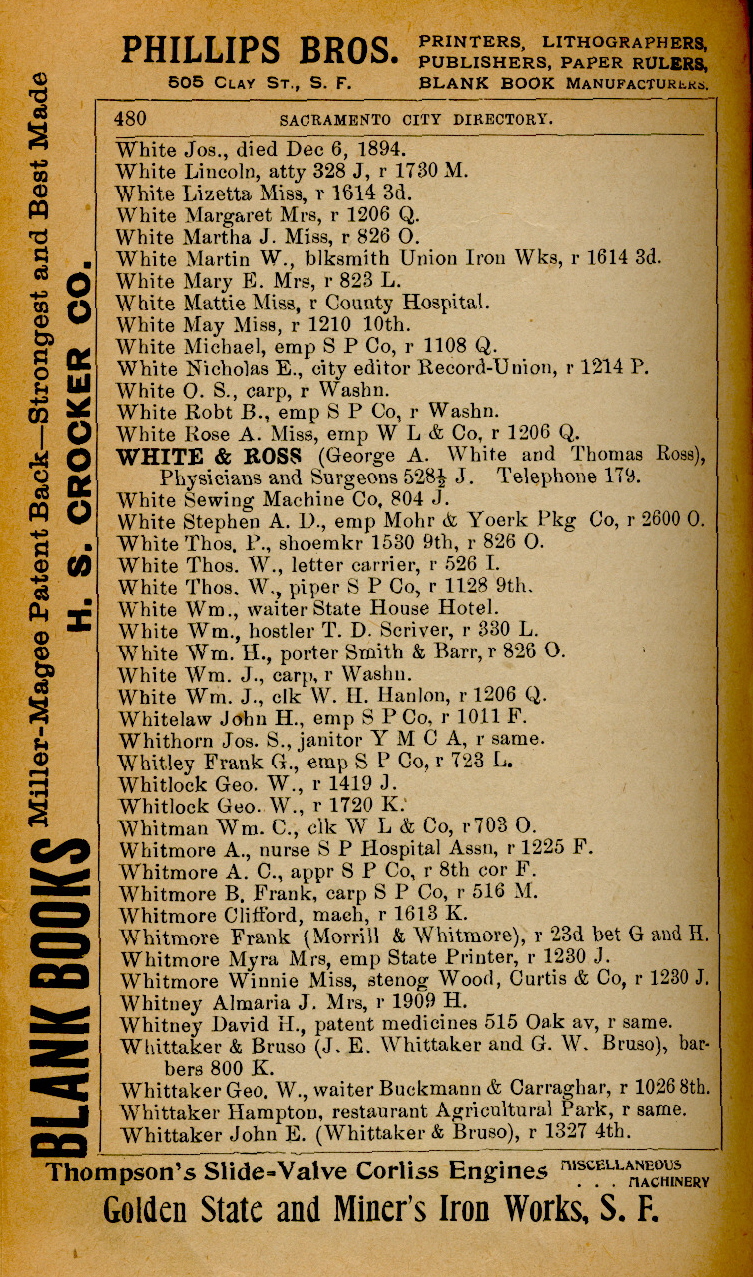 PHILLIPS BROS.
505 CLAY ST., S. F.
PRINTERS, LITHOGRAPHERS,
PUBLISHERS, PAPER RULERS,
BLANK BOOK MANUFACTURERS.
BLANK BOOKS
Miller-Magee Patent Back—Strongest and Best Made
H. S. CROCKER CO.
480 SACRAMENTO CITY DIRECTORY.
White Jos., died Dec 6, 1894.
White Lincoln, atty 328 J, r 1730 M.
White Lizetta Miss, r 1614 3d.
White Margaret Mrs, r 1206 Q.
White Martha J. Miss, r 826 O.
White Martin W., blksmith Union Iron Wks, r 1614 3d.
White Mary E. Mrs, r 823 L.
White Mattie Miss, r County Hospital.
White May Miss, r 1210 10th.
White Michael, emp S P Co, r 1108 Q.
White Nicholas E., city editor Record-Union, r 1214 P.
White O. S., carp, r Washn.
White Robt B., emp S P Co, r Washn.
White Rose A. Miss, emp W L & Co, r 1206 Q.
WHITE & ROSS (George A. White and Thomas Ross),
Physicians and Surgeons 528½ J. Telephone 179.
White Sewing Machine Co, 804 J.
White Stephen A. D., emp Mohr & Yoerk Pkg Co, r 2600 O.
White Thos. P., shoemkr 1530 9th, r 826 O.
White Thos. W., letter carrier, r 526 I.
White Thos. W., piper S P Co, r 1128 9th.
White Wm., waiter State House Hotel.
White Wm., hostler T. D. Scriver, r 330 L.
White Wm. H., porter Smith & Barr, r 826 O.
White Wm. J., carp, r Washn.
White Wm. J., clk W. H. Hanlon, r 1206 Q.
Whitelaw John H., emp S P Co, r 1011 F.
Whithorn Jos. S., janitor Y M C A, r same.
Whitley Frank G., emp S P Co, r 723 L.
Whitlock Geo. W., r 1419 J.
Whitlock Geo. W., r 1720 K.
Whitman Wm. C., clk W L & Co, r 703 O.
Whitmore A., nurse S P Hospital Assn, r 1225 F.
Whitmore A. C., appr S P Co, r 8th cor F.
Whitmore B. Frank, carp S P Co, r 516 M.
Whitmore Clifford, mach, r 1613 K.
Whitmore Frank (Morrill & Whitmore), r 23d bet G and H.
Whitmore Myra Mrs, emp State Printer, r 1230 J.
Whitmore Winnie Miss, stenog Wood, Curtis & Co, r 1230 J.
Whitney Almaria J. Mrs, r 1909 H.
Whitney David H., patent medicines 515 Oak av, r same.
Whittaker & Bruso (J. E. Whittaker and G. W. Bruso), bar-
bers 800 K.
Whittaker Geo. W., waiter Buckmann & Carraghar, r 1026 8th.
Whittaker Hampton, restaurant Agricultural Park, r same.
Whittaker John E. (Whittaker & Bruso), r 1327 4th.
Thompson's Slide-Valve Corliss Engines MISCELLANEOUS
. . . MACHINERY
Golden State and Miner's Iron Works, S. F.